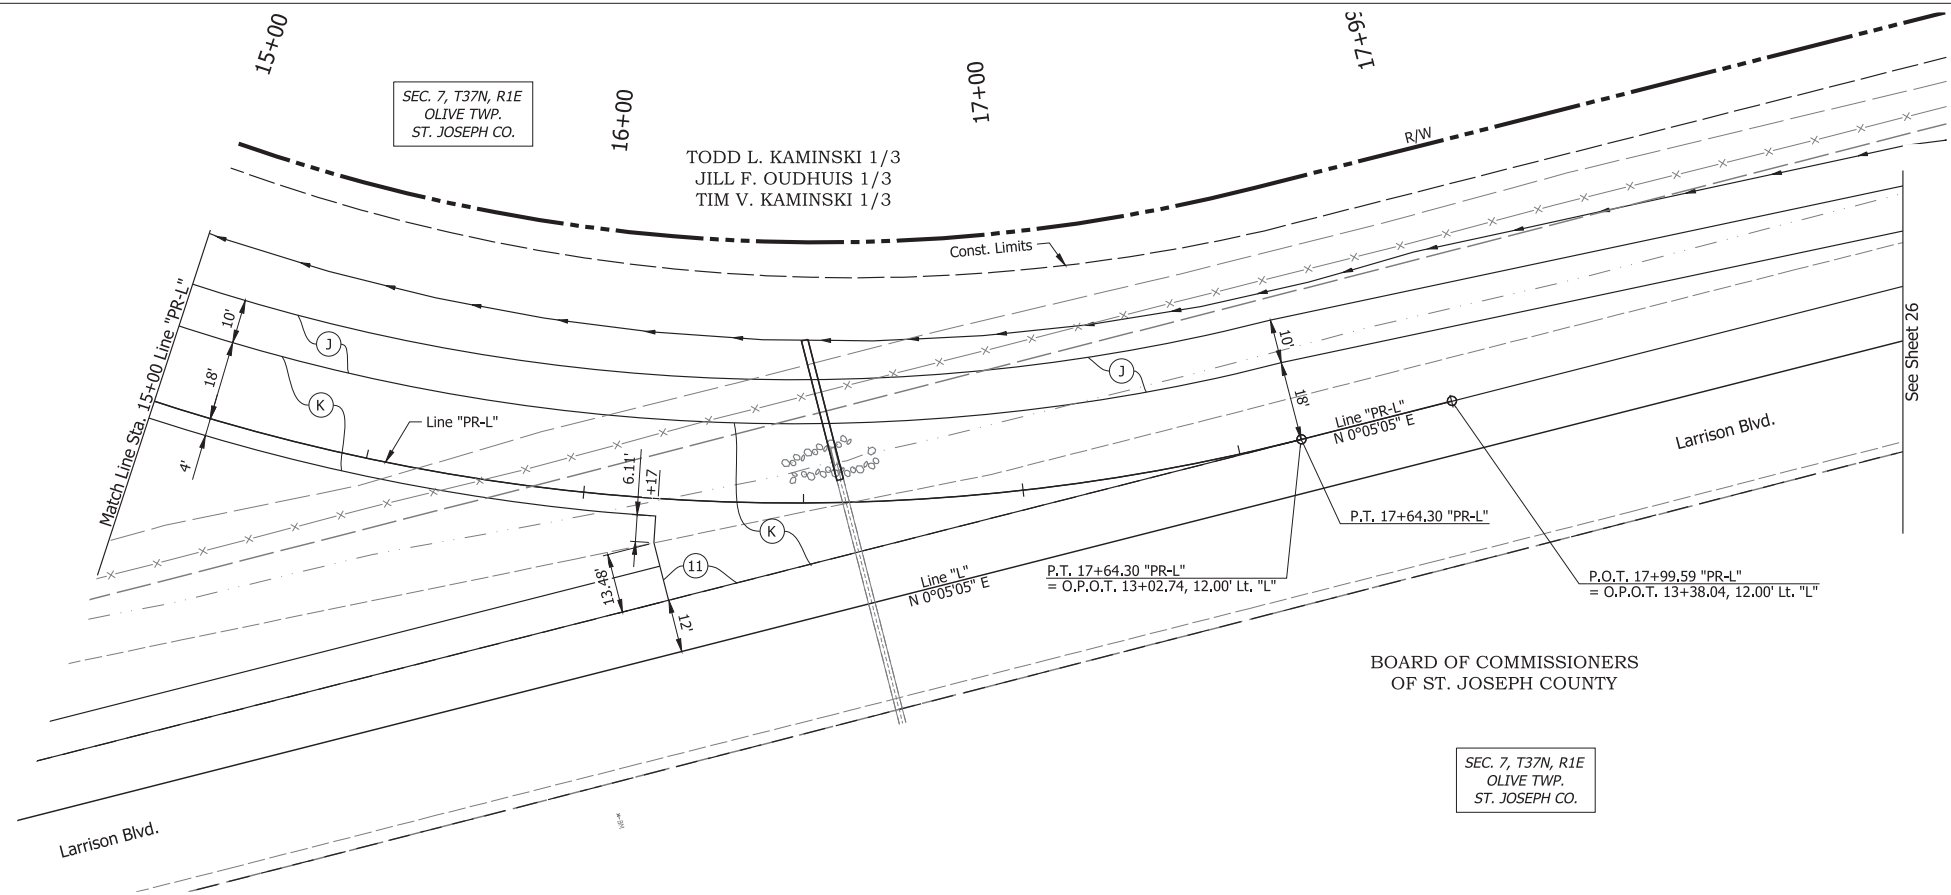 15+00
16+00
17+00
17+99
SEC. 7, T37N, R1E
OLIVE TWP.
ST. JOSEPH CO.
TODD L. KAMINSKI 1/3
JILL F. OUDHUIS 1/3
TIM V. KAMINSKI 1/3
R/W
Const. Limits
Match Line Sta. 15+00 Line "PR-L"
10'
18'
4'
J
K
Line "PR-L"
6.11'
+17
13.48'
11
12'
K
J
10'
18'
Line "PR-L"
N 0°05'05" E
Larrison Blvd.
See Sheet 26
P.T. 17+64.30 "PR-L"
Line "L"
N 0°05'05" E
P.T. 17+64.30 "PR-L"
= O.P.O.T. 13+02.74, 12.00' Lt. "L"
P.O.T. 17+99.59 "PR-L"
= O.P.O.T. 13+38.04, 12.00' Lt. "L"
BOARD OF COMMISSIONERS
OF ST. JOSEPH COUNTY
SEC. 7, T37N, R1E
OLIVE TWP.
ST. JOSEPH CO.
Larrison Blvd.